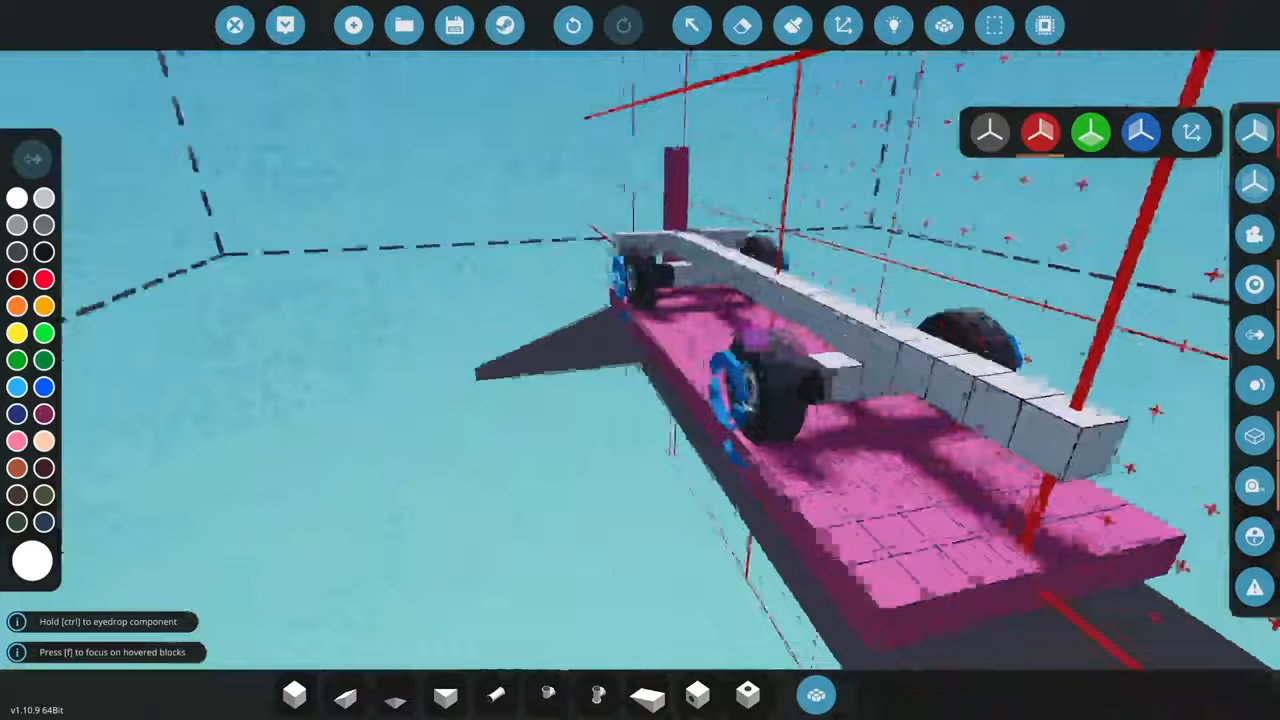 Hold [ctrl] to eyedrop component
Press [f] to focus on hovered blocks
v1.10.9 64Bit